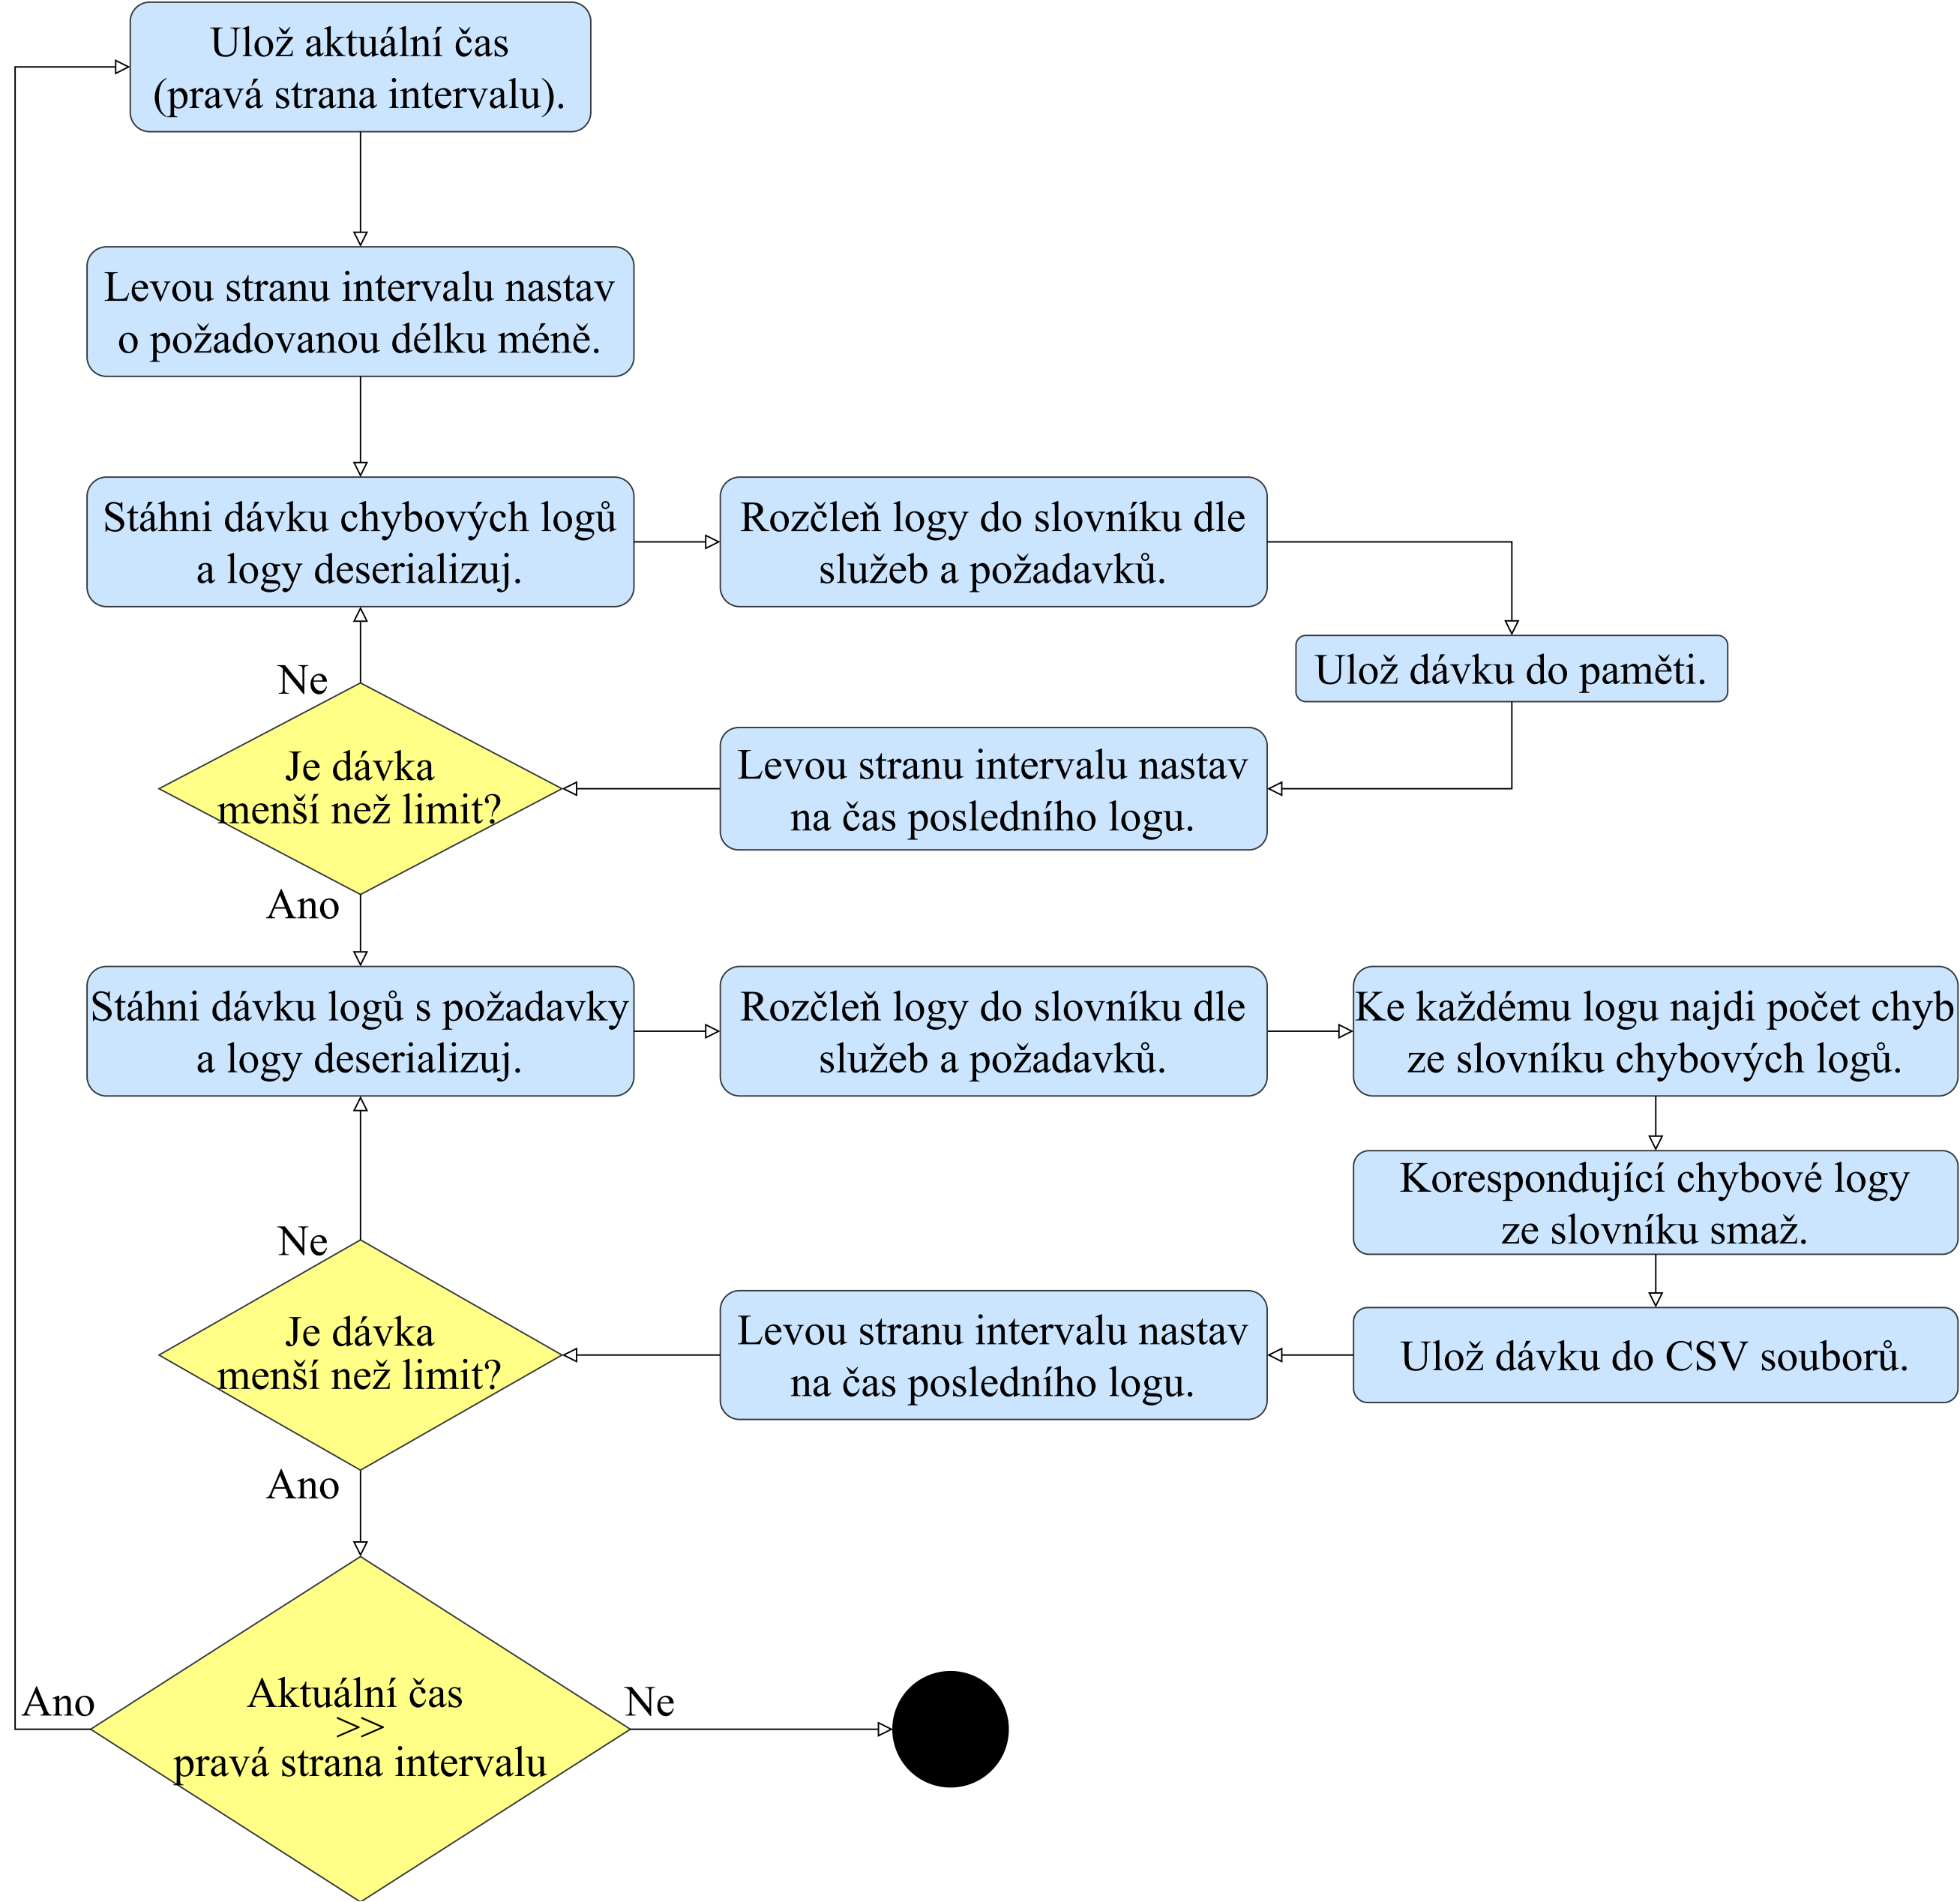 Ulož aktuální čas
(pravá strana intervalu).
Levou stranu intervalu nastav
o požadovanou délku méně.
Stáhni dávku chybových logů
a logy deserializuj.
Rozčleň logy do slovníku dle
služeb a požadavků.
Ulož dávku do paměti.
Levou stranu intervalu nastav
na čas posledního logu.
Ne
Je dávka
menší než limit?
Ano
Stáhni dávku logů s požadavky
a logy deserializuj.
Rozčleň logy do slovníku dle
služeb a požadavků.
Ke každému logu najdi počet chyb
ze slovníku chybových logů.
Korespondující chybové logy
ze slovníku smaž.
Ulož dávku do CSV souborů.
Levou stranu intervalu nastav
na čas posledního logu.
Ne
Je dávka
menší než limit?
Ano
Aktuální čas
>>
pravá strana intervalu
Ano
Ne